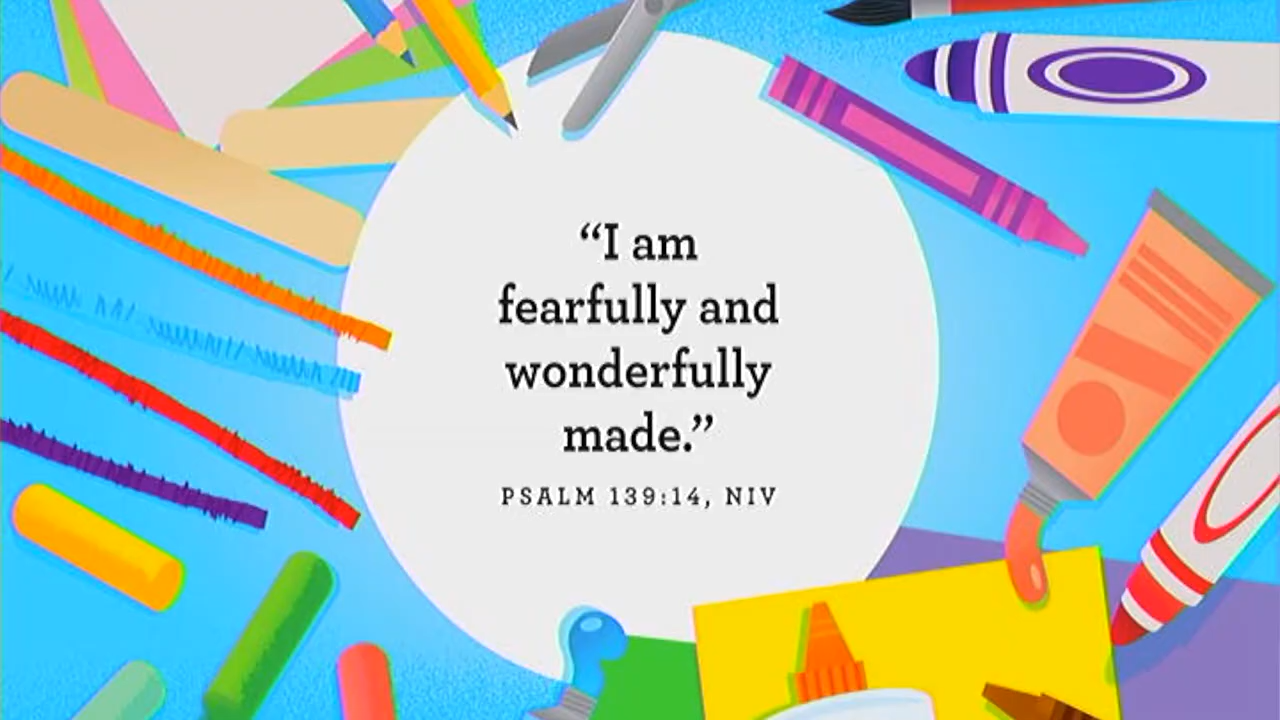 “I am
fearfully and
wonderfully
made.”
PSALM 139:14, NIV